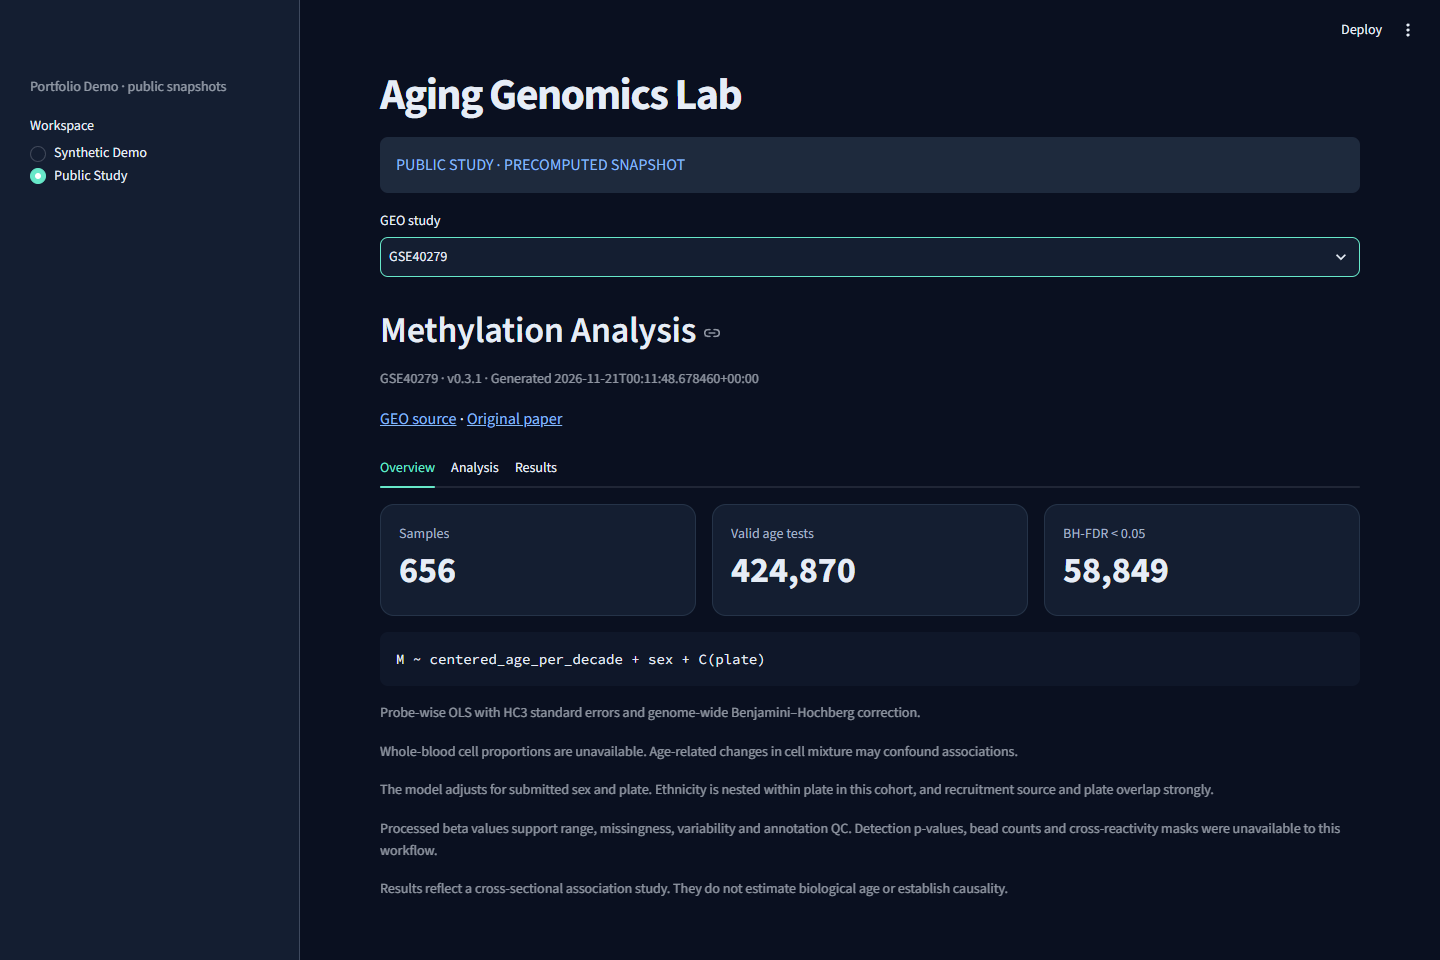 Deploy
Portfolio Demo · public snapshots
Workspace
Synthetic Demo
Public Study
Aging Genomics Lab
PUBLIC STUDY · PRECOMPUTED SNAPSHOT
GEO study
GSE40279
Methylation Analysis
GSE40279 · v0.3.1 · Generated 2026-11-21T00:11:48.678460+00:00
GEO source · Original paper
Overview Analysis Results
Samples
656
Valid age tests
424,870
BH-FDR < 0.05
58,849
M ~ centered_age_per_decade + sex + C(plate)
Probe-wise OLS with HC3 standard errors and genome-wide Benjamini–Hochberg correction.
Whole-blood cell proportions are unavailable. Age-related changes in cell mixture may confound associations.
The model adjusts for submitted sex and plate. Ethnicity is nested within plate in this cohort, and recruitment source and plate overlap strongly.
Processed beta values support range, missingness, variability and annotation QC. Detection p-values, bead counts and cross-reactivity masks were unavailable to this
workflow.
Results reflect a cross-sectional association study. They do not estimate biological age or establish causality.